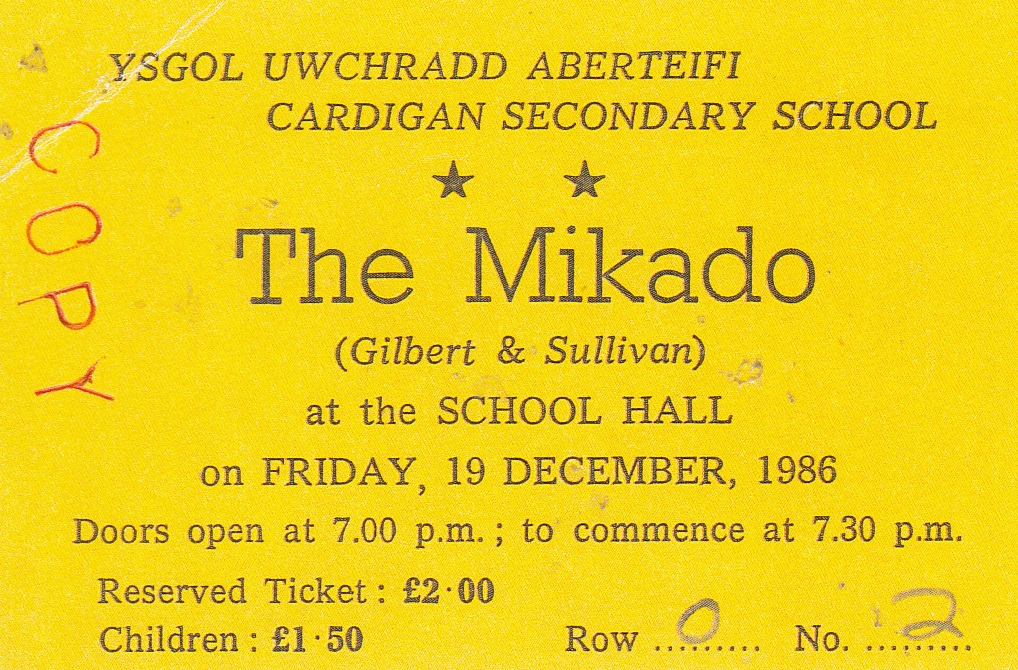 YSGOL UWCHRADD ABERTEIFI
CARDIGAN SECONDARY SCHOOL
The Mikado
(Gilbert & Sullivan)
at the SCHOOL HALL
on FRIDAY, 19 DECEMBER, 1986
Doors open at 7.00 p.m. ; to commence at 7.30 p.m.
Reserved Ticket : £2·00
Children : £1·50
Row ...O...... No. ...2......
COPY